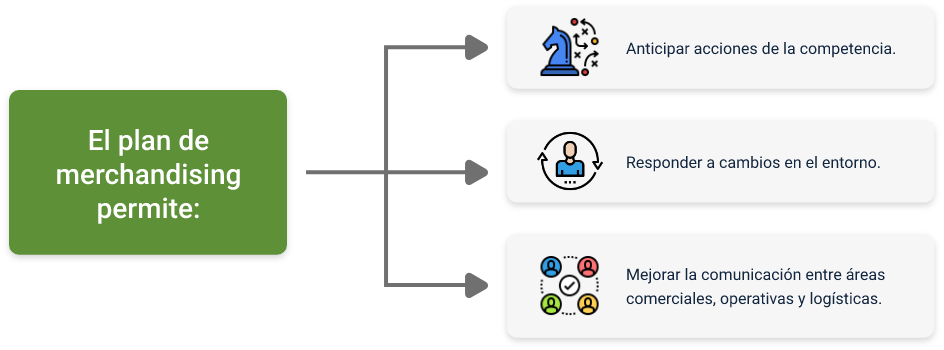 El plan de
merchandising
permite:
Anticipar acciones de la competencia.
Responder a cambios en el entorno.
Mejorar la comunicación entre áreas
comerciales, operativas y logísticas.